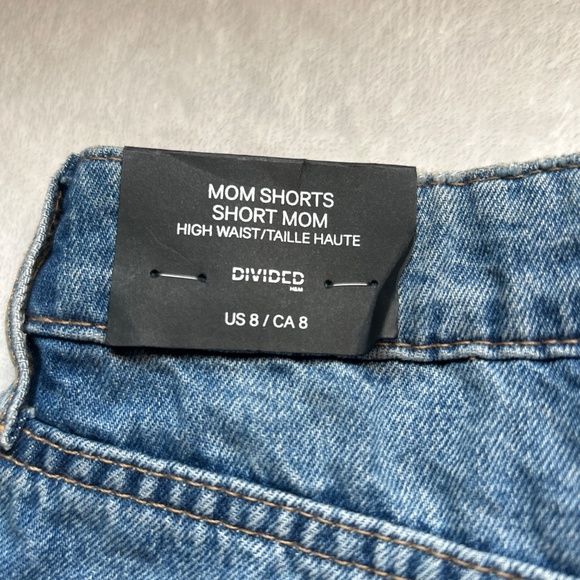 MOM SHORTS
SHORT MOM
HIGH WAIST/TAILLE HAUTE
DIVIDED
H&M
US 8 / CA 8